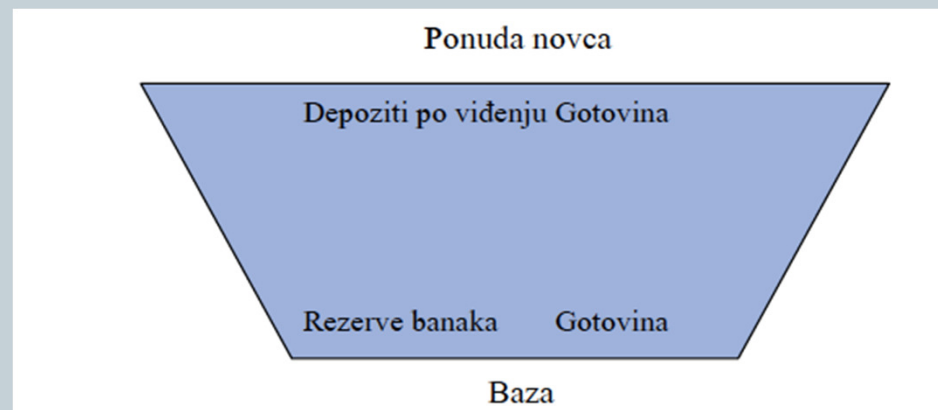 Ponuda novca
Depoziti po viđenju Gotovina
Rezerve banaka Gotovina
Baza